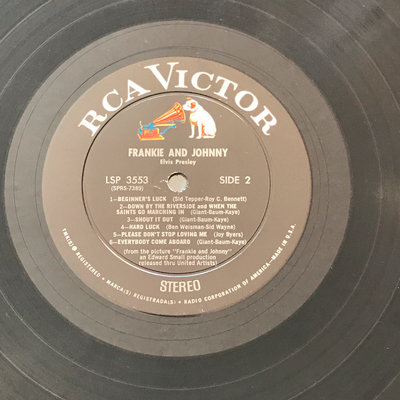 RCA VICTOR
FRANKIE AND JOHNNY
Elvis Presley
LSP 3553 SIDE 2
(SPRS-7389)
1—BEGINNER'S LUCK (Sid Tepper-Roy C. Bennett)
2—DOWN BY THE RIVERSIDE and WHEN THE
SAINTS GO MARCHING IN (Giant-Baum-Kaye)
3—SHOUT IT OUT (Giant-Baum-Kaye)
4—HARD LUCK (Ben Weisman-Sid Wayne)
5—PLEASE DON'T STOP LOVING ME (Joy Byers)
6—EVERYBODY COME ABOARD (Giant-Baum-Kaye)
(from the picture "Frankie and Johnny"
an Edward Small production
released thru United Artists)
STEREO
TMK(S) ® REGISTERED • MARCA(S) REGISTRADA(S) • RADIO CORPORATION OF AMERICA—MADE IN U.S.A.